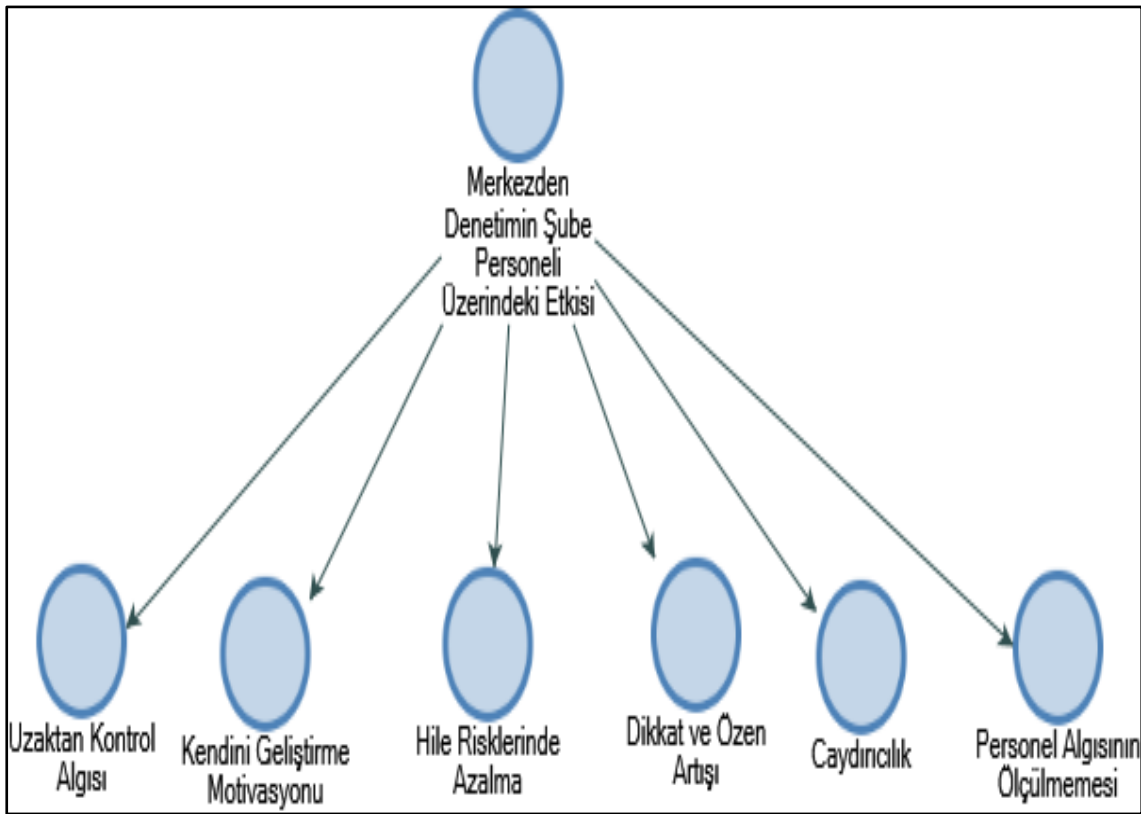 Merkezden
Denetimin Şube
Personeli
Üzerindeki Etkisi
Uzaktan Kontrol
Algısı
Kendini Geliştirme
Motivasyonu
Hile Risklerinde
Azalma
Dikkat ve Özen
Artışı
Caydırıcılık
Personel Algısının
Ölçülmemesi